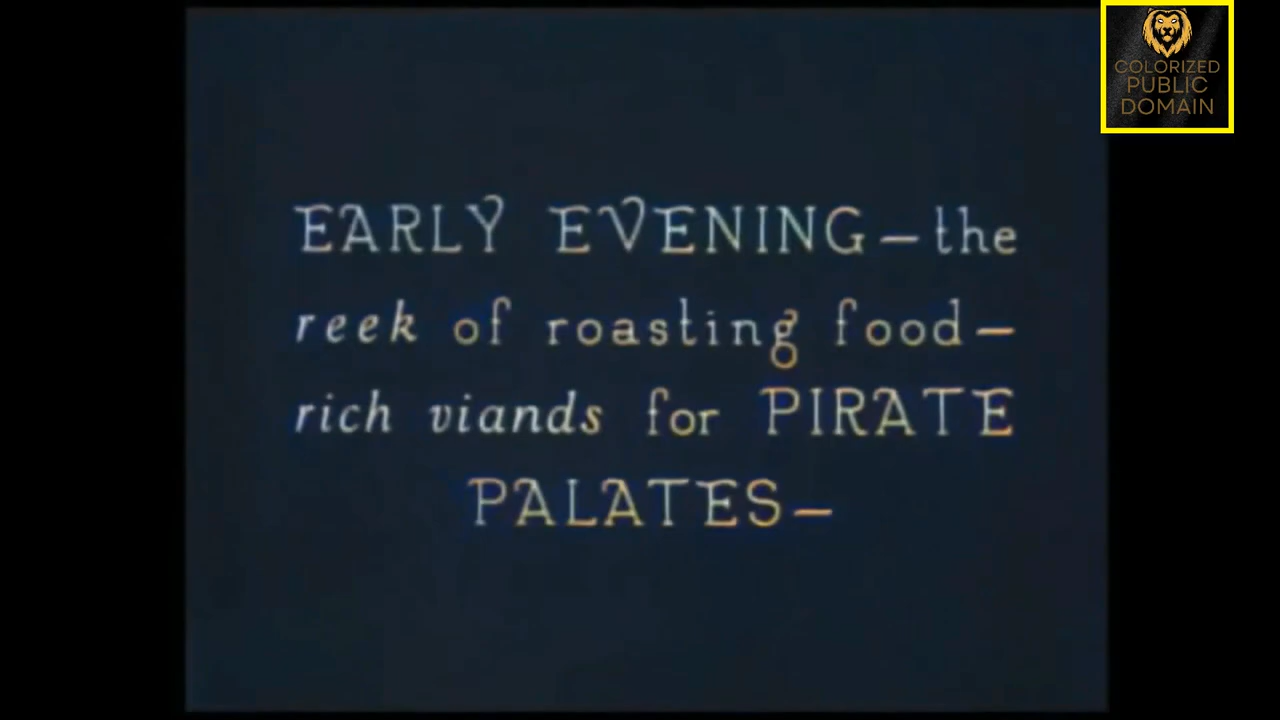 EARLY EVENING — the
reek of roasting food —
rich viands for PIRATE
PALATES —
COLORIZED
PUBLIC
DOMAIN